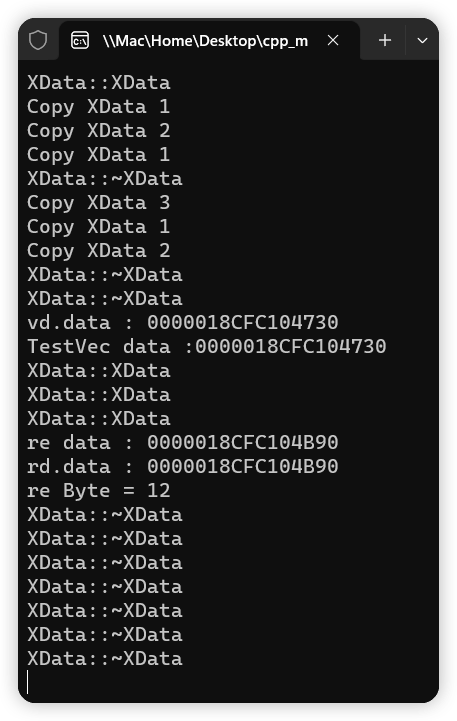 \\Mac\Home\Desktop\cpp_m
XData::XData
Copy XData 1
Copy XData 2
Copy XData 1
XData::~XData
Copy XData 3
Copy XData 1
Copy XData 2
XData::~XData
XData::~XData
vd.data : 0000018CFC104730
TestVec data :0000018CFC104730
XData::XData
XData::XData
XData::XData
re data : 0000018CFC104B90
rd.data : 0000018CFC104B90
re Byte = 12
XData::~XData
XData::~XData
XData::~XData
XData::~XData
XData::~XData
XData::~XData
XData::~XData